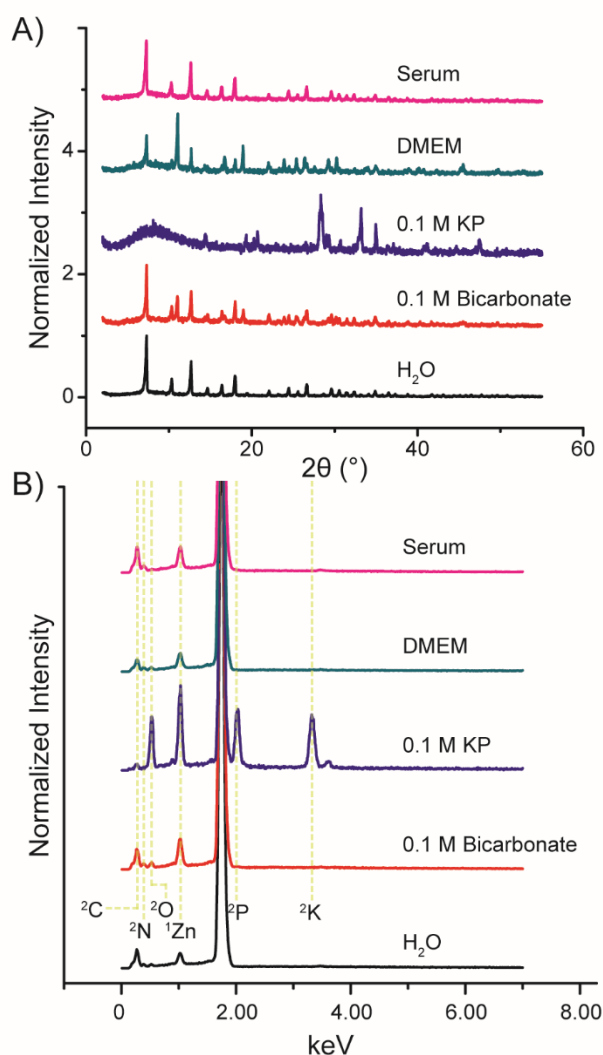 A)
Serum
DMEM
0.1 M KP
0.1 M Bicarbonate
H₂O
Normalized Intensity
0
2
4
0 20 40 60
2θ (°)
B)
Serum
DMEM
0.1 M KP
0.1 M Bicarbonate
²C
²N
²O
¹Zn
²P
²K
H₂O
Normalized Intensity
0 2.00 4.00 6.00 8.00
keV